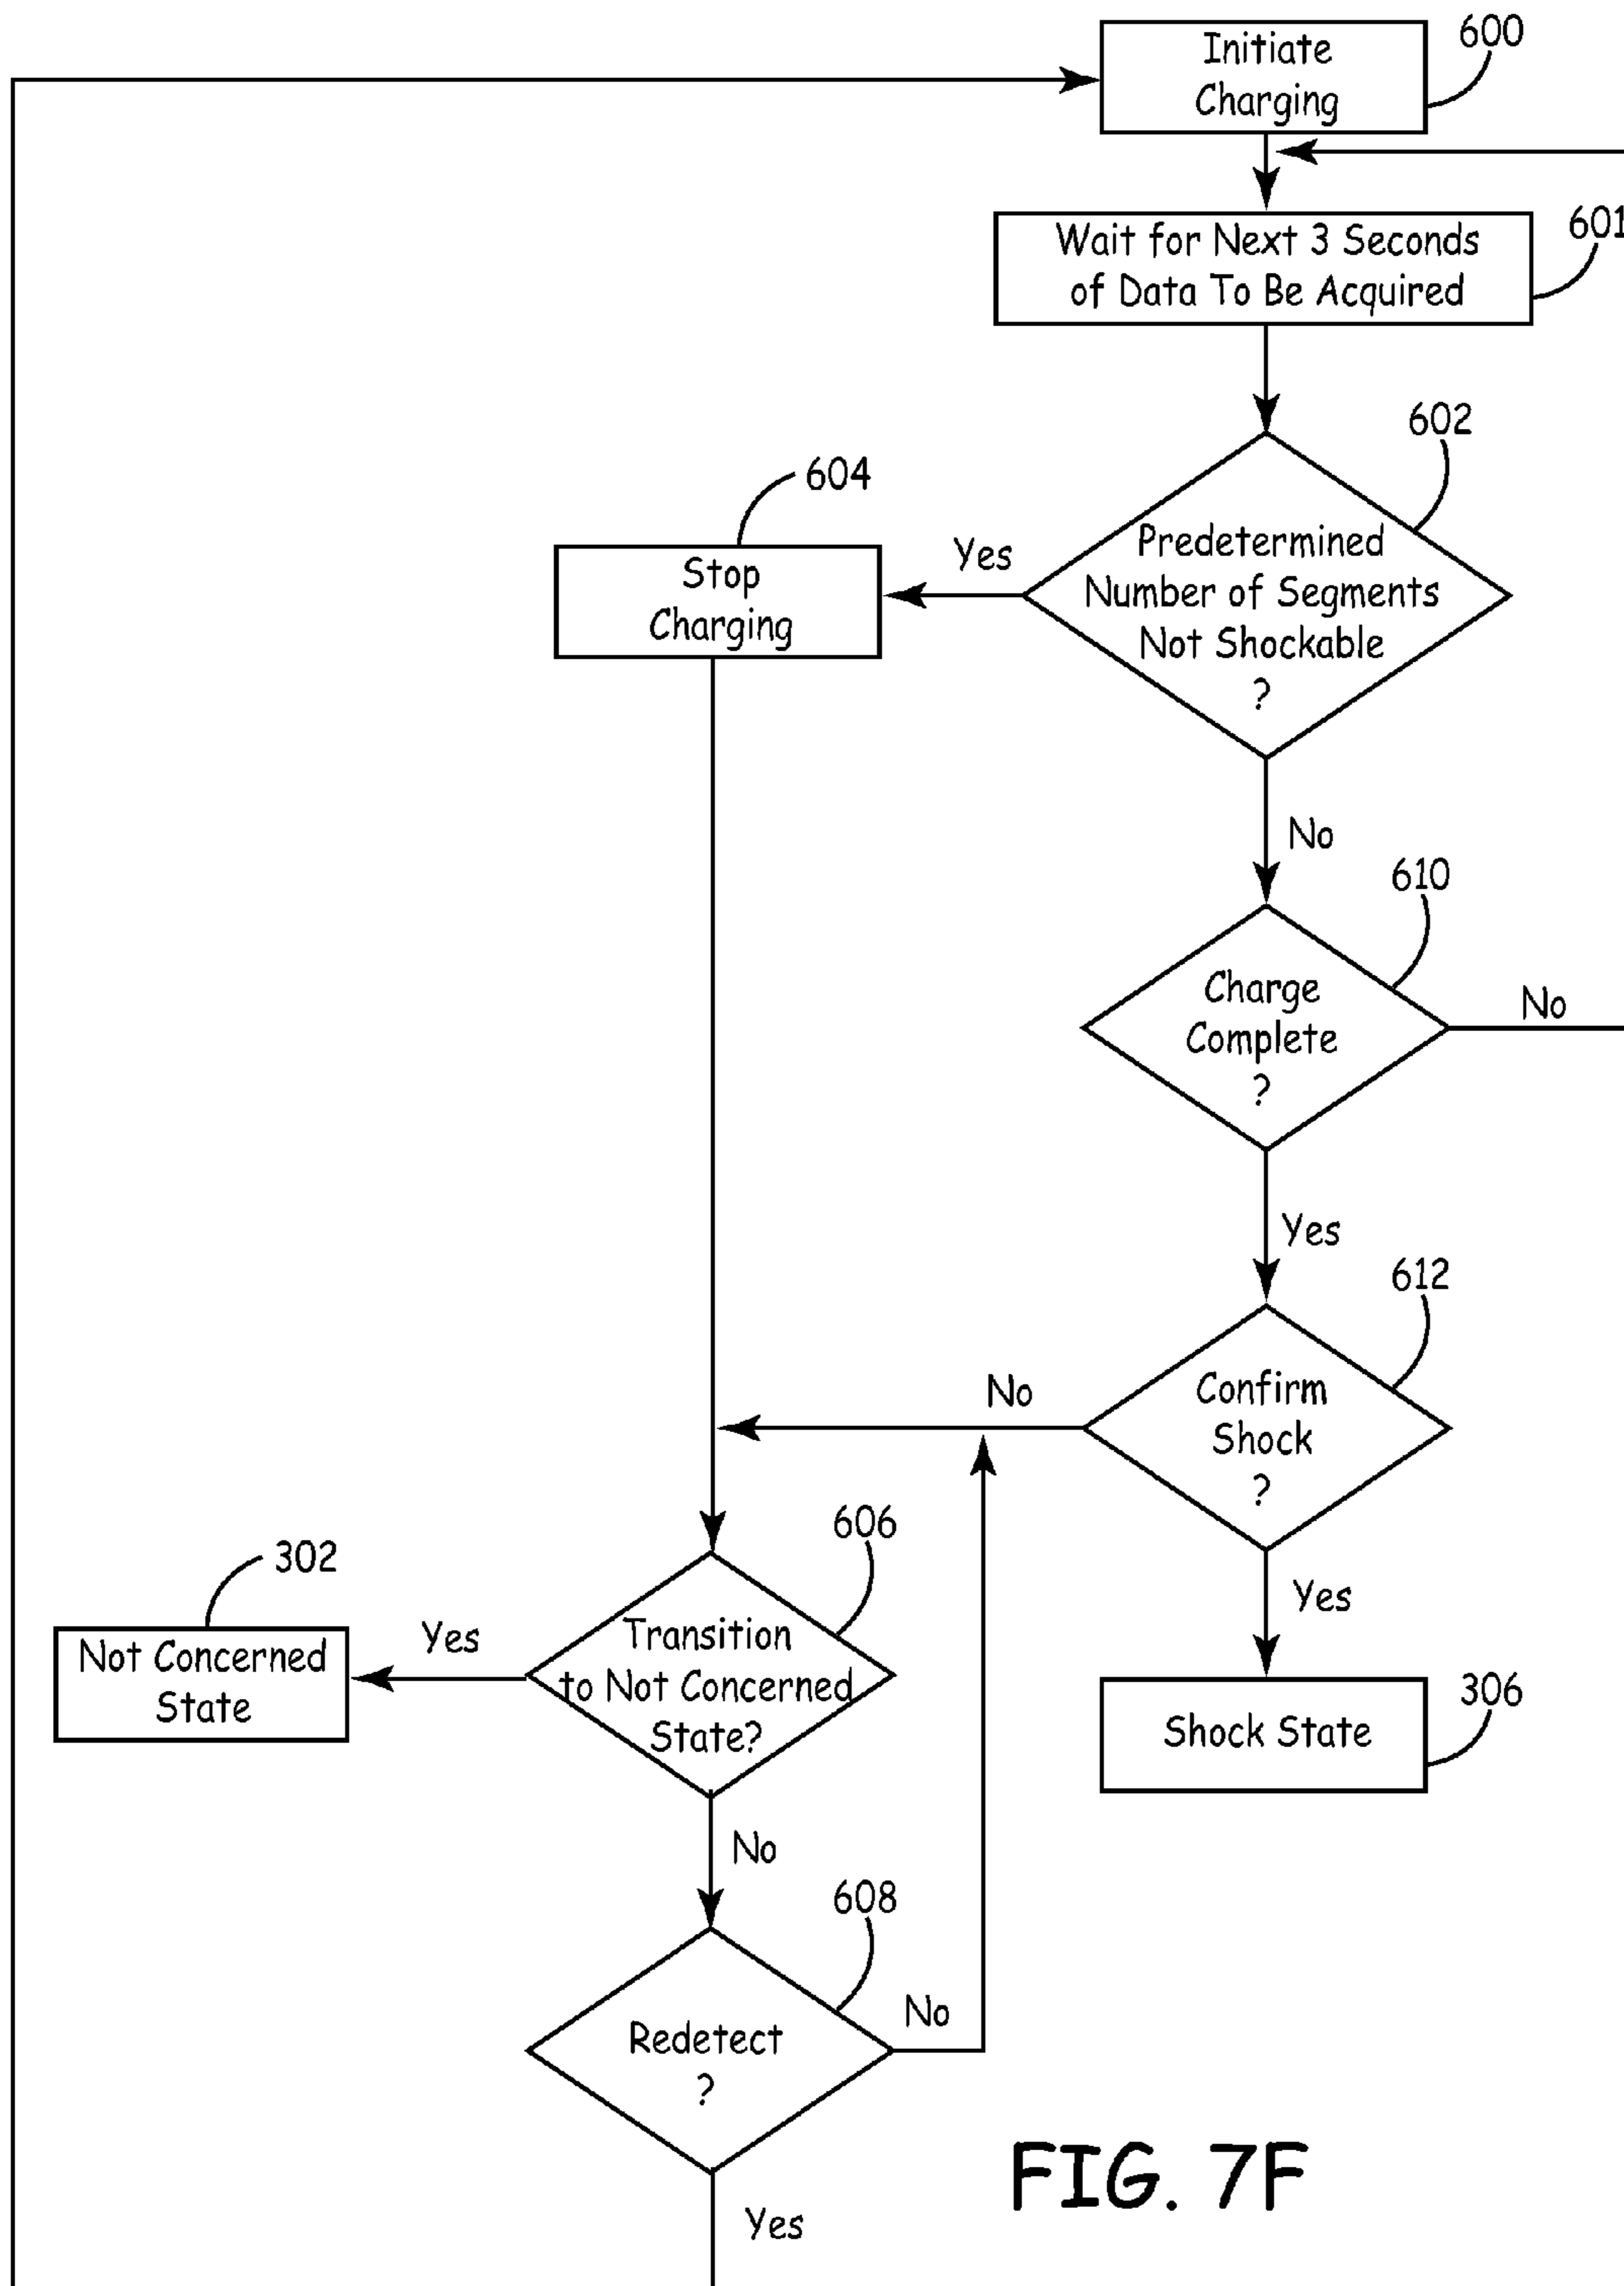 Initiate
Charging
600
Wait for Next 3 Seconds
of Data To Be Acquired
601
602
604
Stop
Charging
Yes
Predetermined
Number of Segments
Not Shockable
?
No
610
Charge
Complete
?
No
Yes
612
Confirm
Shock
?
No
606
302
Not Concerned
State
Yes
Transition
to Not Concerned
State?
Yes
306
Shock State
No
608
Redetect
?
No
Yes
FIG. 7F